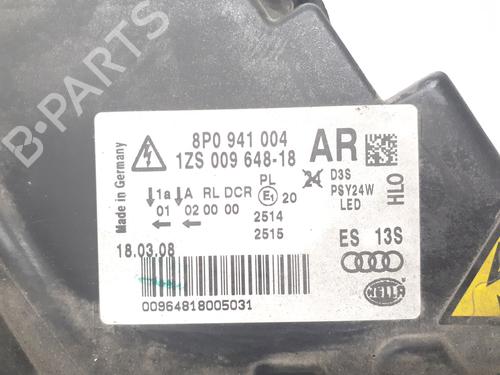 B-PARTS
8P0 941 004 AR
1ZS 009 648-18
Made in Germany
PL
D3S
1a A RL DCR E1 20 PSY24W
01 02 00 00 LED
HLO
2514
2515
ES 13S
18.03.08
HELLA
00964818005031